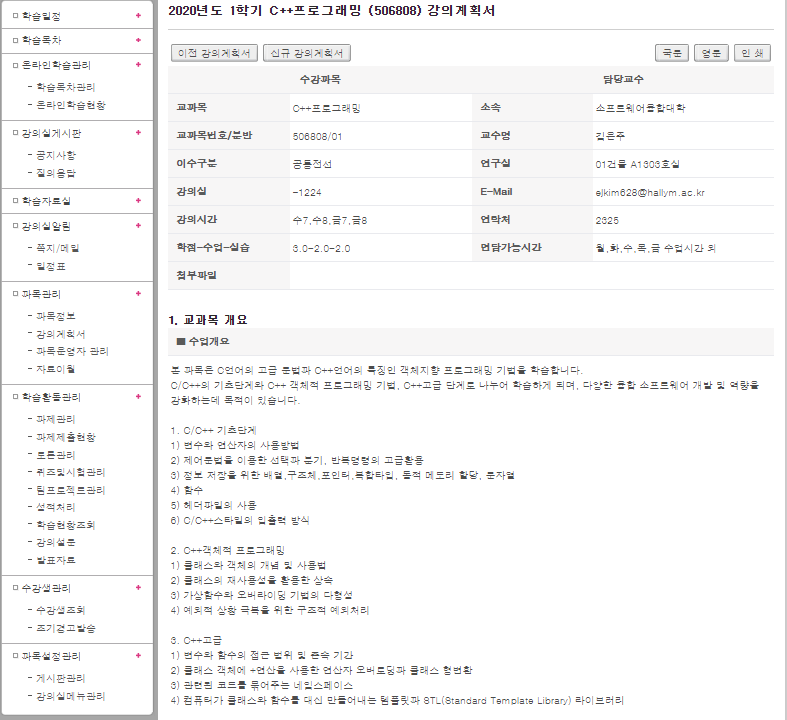 학습일정 +
학습목차 +
온라인학습관리 +
- 학습목차관리
- 온라인학습현황
강의실게시판 +
- 공지사항
- 질의응답
학습자료실 +
강의실알림 +
- 쪽지/메일
- 일정표
과목관리 +
- 과목정보
- 강의계획서
- 과목운영자 관리
- 자료이월
학습활동관리 +
- 과제관리
- 과제제출현황
- 토론관리
- 퀴즈및시험관리
- 팀프로젝트관리
- 성적처리
- 학습현황조회
- 강의설문
- 발표자료
수강생관리 +
- 수강생조회
- 조기경고발송
과목설정관리 +
- 게시판관리
- 강의실메뉴관리
2020년도 1학기 C++프로그래밍 (506808) 강의계획서
이전 강의계획서 신규 강의계획서 국문 영문 인 쇄
수강과목 담당교수
교과목 C++프로그래밍 소속 소프트웨어융합대학
교과목번호/분반 506808/01 교수명 김은주
이수구분 공통전선 연구실 01건물 A1303호실
강의실 -1224 E-Mail ejkim628@hallym.ac.kr
강의시간 수7,수8,금7,금8 연락처 2325
학점-수업-실습 3.0-2.0-2.0 면담가능시간 월,화,수,목,금 수업시간 외
첨부파일
1. 교과목 개요
■ 수업개요
본 과목은 C언어의 고급 문법과 C++언어의 특징인 객체지향 프로그래밍 기법을 학습합니다.
C/C++의 기초단계와 C++ 객체적 프로그래밍 기법, C++고급 단계로 나누어 학습하게 되며, 다양한 융합 소프트웨어 개발 및 역량을
강화하는데 목적이 있습니다.
1. C/C++ 기초단계
1) 변수와 연산자의 사용방법
2) 제어문법을 이용한 선택과 분기, 반복명령의 고급활용
3) 정보 저장을 위한 배열,구조체,포인터,복합타입, 동적 메모리 할당, 문자열
4) 함수
5) 헤더파일의 사용
6) C/C++스타일의 입출력 방식
2. C++객체적 프로그래밍
1) 클래스와 객체의 개념 및 사용법
2) 클래스의 재사용성을 활용한 상속
3) 가상함수와 오버라이딩 기법의 다형성
4) 예외적 상황 극복을 위한 구조적 예외처리
3. C++고급
1) 변수와 함수의 접근 범위 및 존속 기간
2) 클래스 객체에 +연산을 사용한 연산자 오버로딩과 클래스 형변환
3) 관련된 코드를 묶어주는 네임스페이스
4) 컴퓨터가 클래스와 함수를 대신 만들어내는 템플릿과 STL(Standard Template Library) 라이브러리